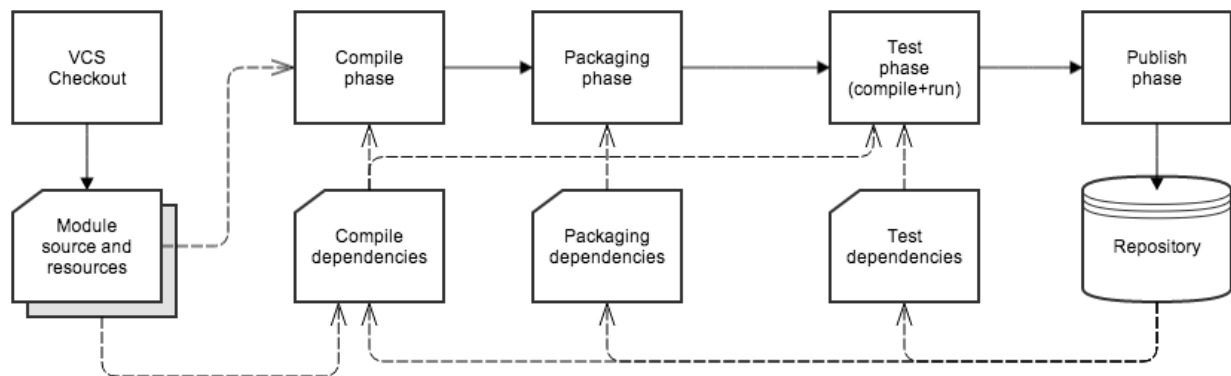 VCS
Checkout
Compile
phase
Packaging
phase
Test
phase
(compile+run)
Publish
phase
Module
source and
resources
Compile
dependencies
Packaging
dependencies
Test
dependencies
Repository